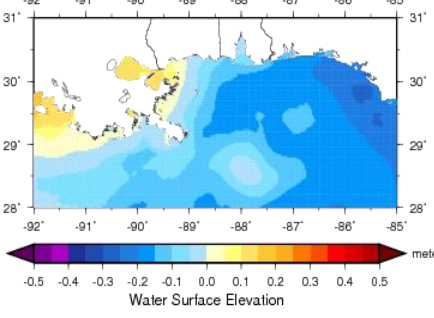 -92 -91 -90 -89 -88 -87 -86 -85
31° 31°
30° 30°
29° 29°
28° 28°
-92 -91 -90 -89 -88 -87 -86 -85
-0.5 -0.4 -0.3 -0.2 -0.1 0.0 0.1 0.2 0.3 0.4 0.5
mete
Water Surface Elevation